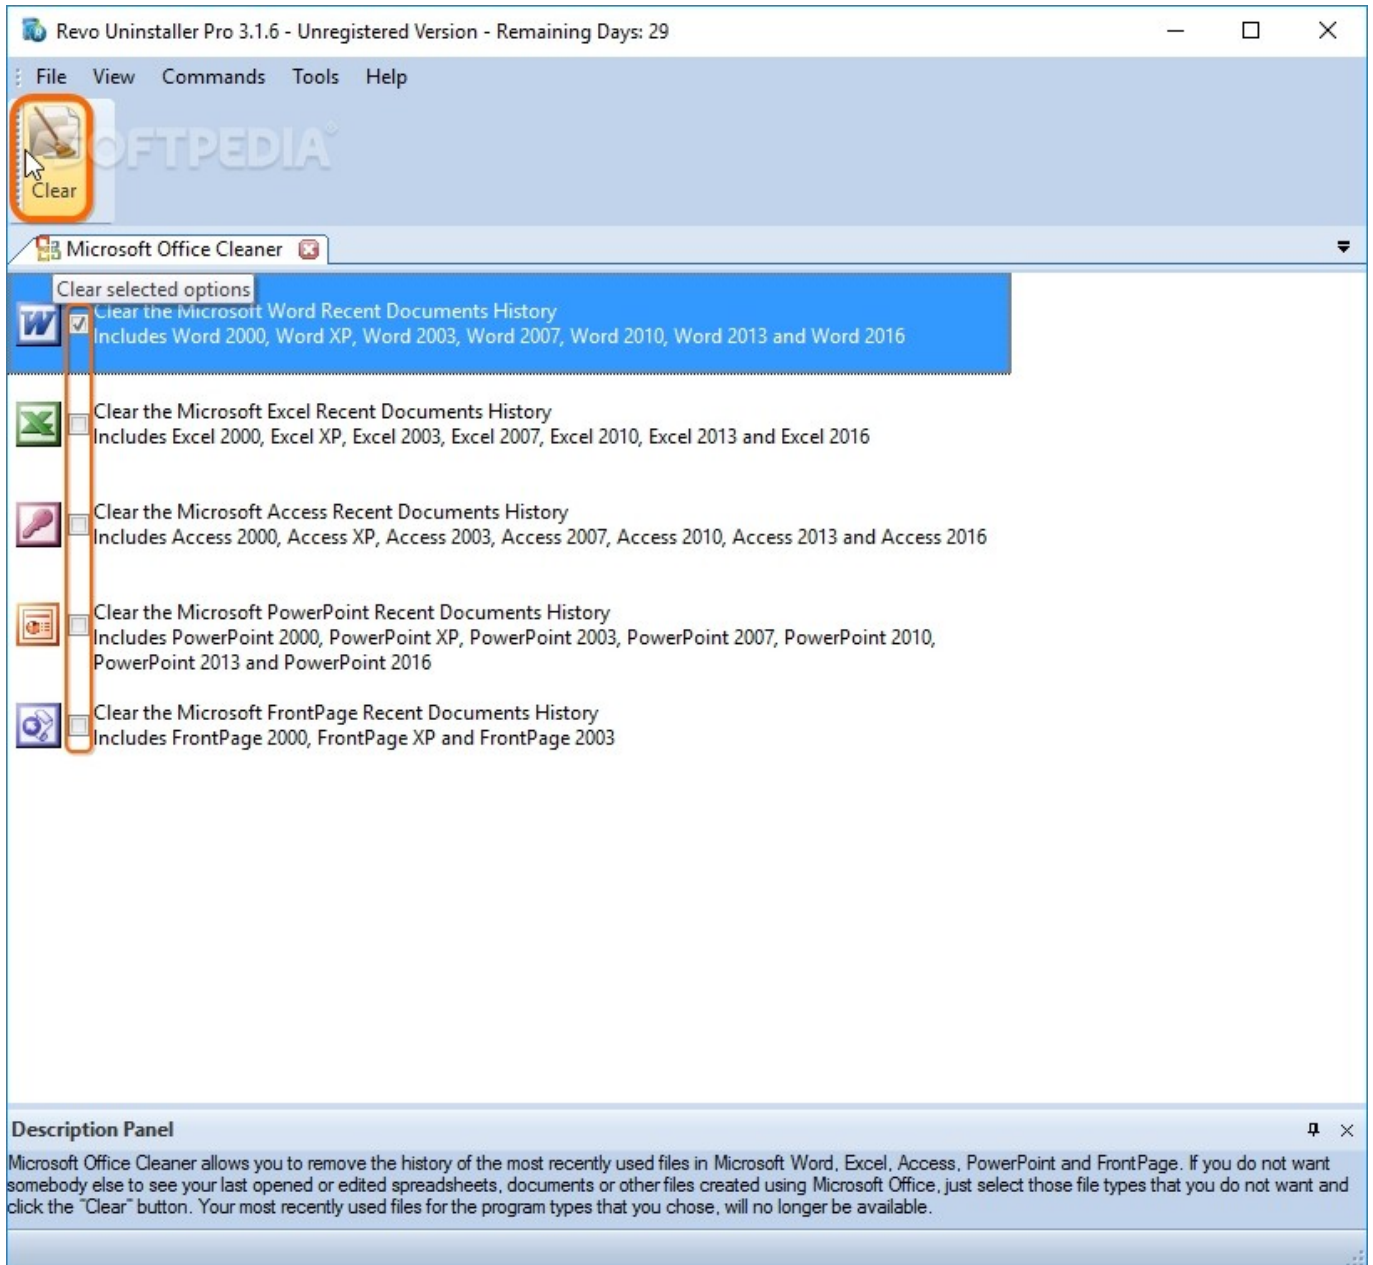 Revo Uninstaller Pro 3.1.6 - Unregistered Version - Remaining Days: 29
File View Commands Tools Help
SOFTPEDIA
Clear
Microsoft Office Cleaner
Clear selected options
Clear the Microsoft Word Recent Documents History
Includes Word 2000, Word XP, Word 2003, Word 2007, Word 2010, Word 2013 and Word 2016
Clear the Microsoft Excel Recent Documents History
Includes Excel 2000, Excel XP, Excel 2003, Excel 2007, Excel 2010, Excel 2013 and Excel 2016
Clear the Microsoft Access Recent Documents History
Includes Access 2000, Access XP, Access 2003, Access 2007, Access 2010, Access 2013 and Access 2016
Clear the Microsoft PowerPoint Recent Documents History
Includes PowerPoint 2000, PowerPoint XP, PowerPoint 2003, PowerPoint 2007, PowerPoint 2010,
PowerPoint 2013 and PowerPoint 2016
Clear the Microsoft FrontPage Recent Documents History
Includes FrontPage 2000, FrontPage XP and FrontPage 2003
Description Panel
Microsoft Office Cleaner allows you to remove the history of the most recently used files in Microsoft Word, Excel, Access, PowerPoint and FrontPage. If you do not want
somebody else to see your last opened or edited spreadsheets, documents or other files created using Microsoft Office, just select those file types that you do not want and
click the "Clear" button. Your most recently used files for the program types that you chose, will no longer be available.